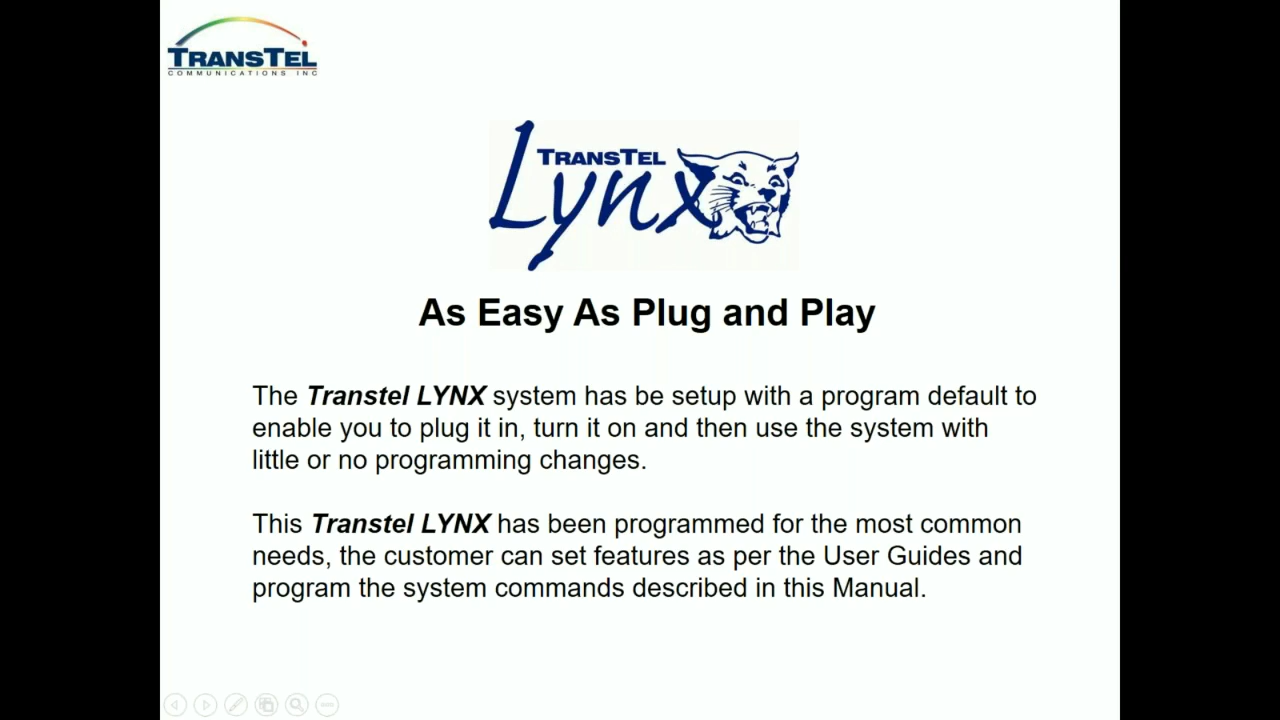 TRANSTEL
COMMUNICATIONS INC
TRANSTEL
Lynx
As Easy As Plug and Play
The Transtel LYNX system has be setup with a program default to
enable you to plug it in, turn it on and then use the system with
little or no programming changes.
This Transtel LYNX has been programmed for the most common
needs, the customer can set features as per the User Guides and
program the system commands described in this Manual.